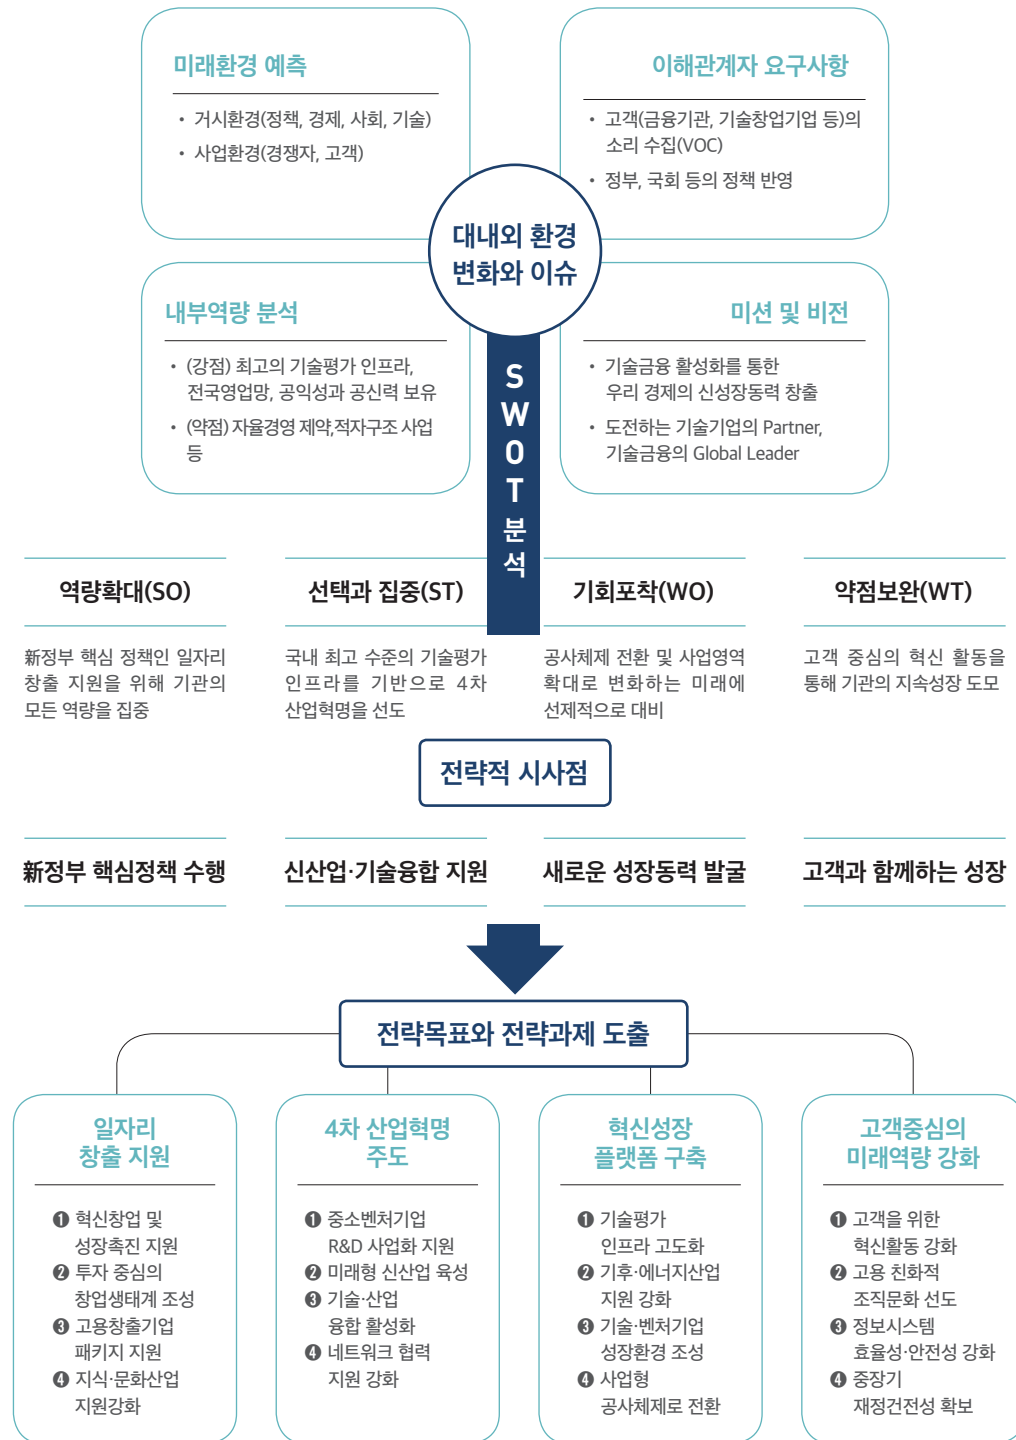 미래환경 예측
• 거시환경(정책, 경제, 사회, 기술)
• 사업환경(경쟁자, 고객)
이해관계자 요구사항
• 고객(금융기관, 기술창업기업 등)의
소리 수집(VOC)
• 정부, 국회 등의 정책 반영
대내외 환경
변화와 이슈
내부역량 분석
• (강점) 최고의 기술평가 인프라,
전국영업망, 공익성과 공신력 보유
• (약점) 자율경영 제약,적자구조 사업
등
미션 및 비전
• 기술금융 활성화를 통한
우리 경제의 신성장동력 창출
• 도전하는 기술기업의 Partner,
기술금융의 Global Leader
SWOT분석
역량확대(SO)
新정부 핵심 정책인 일자리
창출 지원을 위해 기관의
모든 역량을 집중
선택과 집중(ST)
국내 최고 수준의 기술평가
인프라를 기반으로 4차
산업혁명을 선도
기회포착(WO)
공사체제 전환 및 사업영역
확대로 변화하는 미래에
선제적으로 대비
약점보완(WT)
고객 중심의 혁신 활동을
통해 기관의 지속성장 도모
전략적 시사점
新정부 핵심정책 수행
신산업·기술융합 지원
새로운 성장동력 발굴
고객과 함께하는 성장
전략목표와 전략과제 도출
일자리
창출 지원
❶ 혁신창업 및
성장촉진 지원
❷ 투자 중심의
창업생태계 조성
❸ 고용창출기업
패키지 지원
❹ 지식·문화산업
지원강화
4차 산업혁명
주도
❶ 중소벤처기업
R&D 사업화 지원
❷ 미래형 신산업 육성
❸ 기술·산업
융합 활성화
❹ 네트워크 협력
지원 강화
혁신성장
플랫폼 구축
❶ 기술평가
인프라 고도화
❷ 기후·에너지산업
지원 강화
❸ 기술·벤처기업
성장환경 조성
❹ 사업형
공사체제로 전환
고객중심의
미래역량 강화
❶ 고객을 위한
혁신활동 강화
❷ 고용 친화적
조직문화 선도
❸ 정보시스템
효율성·안전성 강화
❹ 중장기
재정건전성 확보